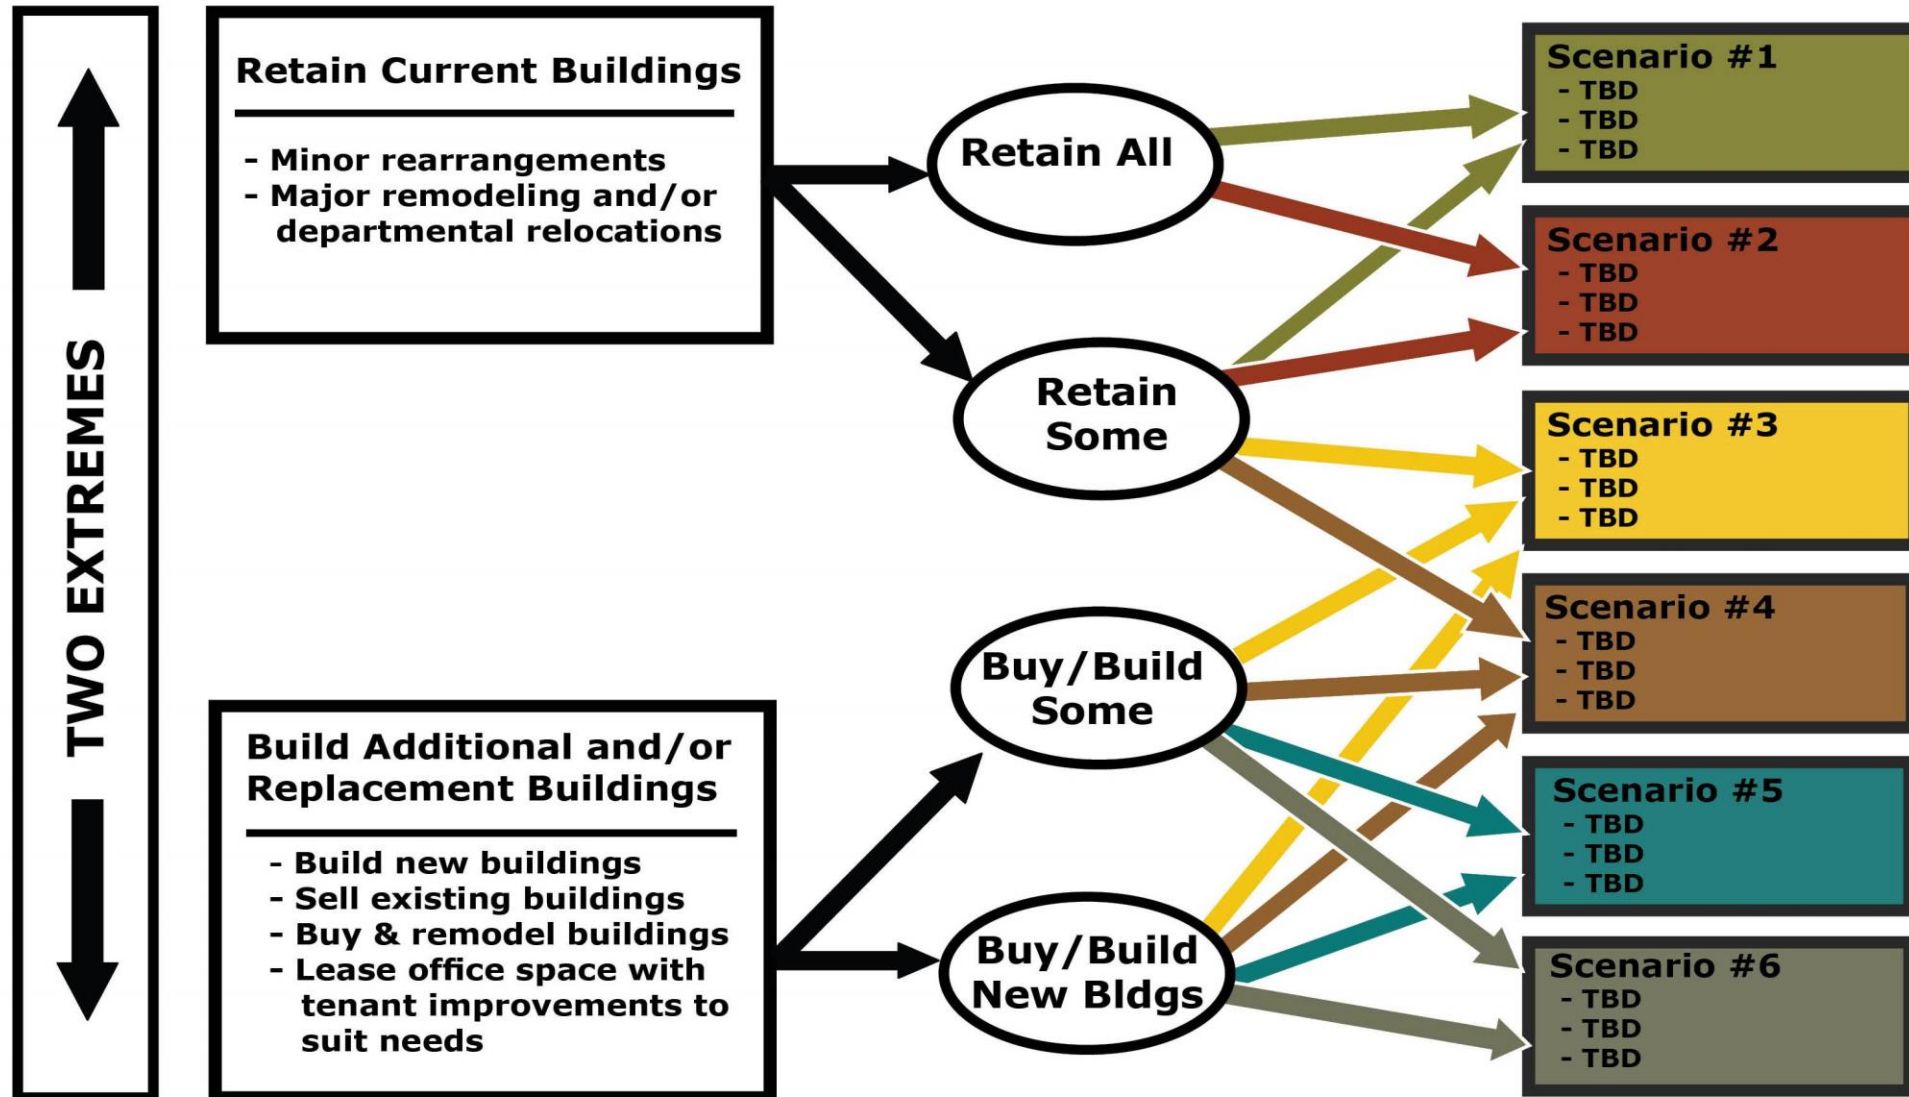 TWO EXTREMES
Retain Current Buildings
- Minor rearrangements
- Major remodeling and/or
departmental relocations
Build Additional and/or
Replacement Buildings
- Build new buildings
- Sell existing buildings
- Buy & remodel buildings
- Lease office space with
tenant improvements to
suit needs
Retain All
Retain
Some
Buy/Build
Some
Buy/Build
New Bldgs
Scenario #1
- TBD
- TBD
- TBD
Scenario #2
- TBD
- TBD
- TBD
Scenario #3
- TBD
- TBD
- TBD
Scenario #4
- TBD
- TBD
- TBD
Scenario #5
- TBD
- TBD
- TBD
Scenario #6
- TBD
- TBD
- TBD